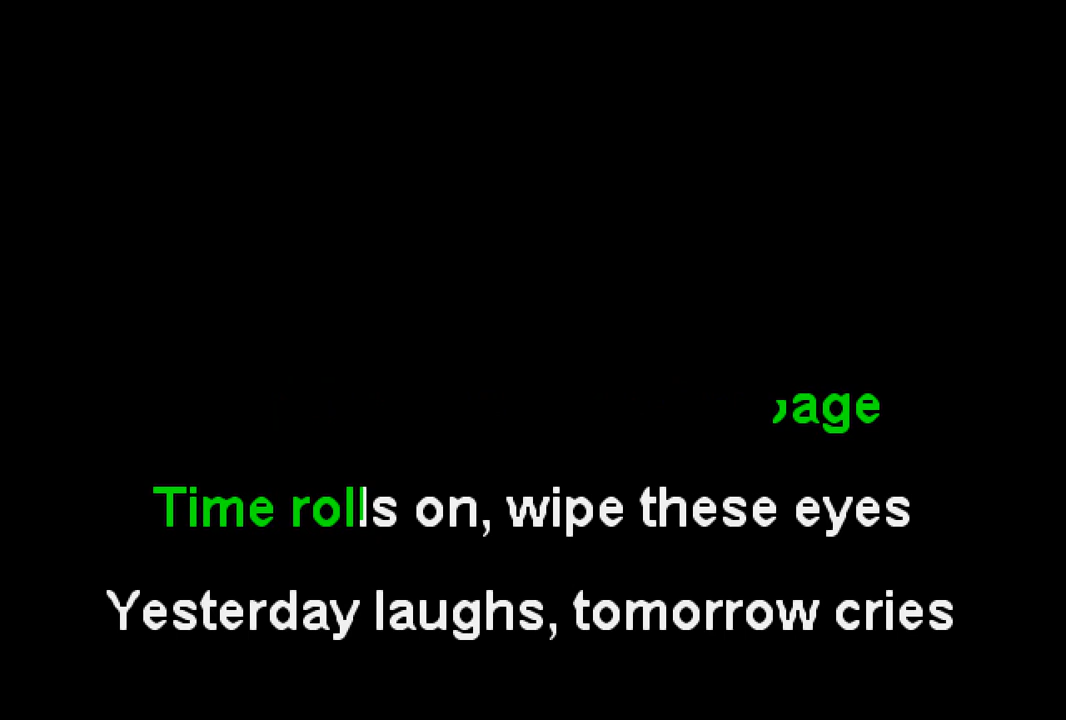 Time rolls on, wipe these eyes
Yesterday laughs, tomorrow cries